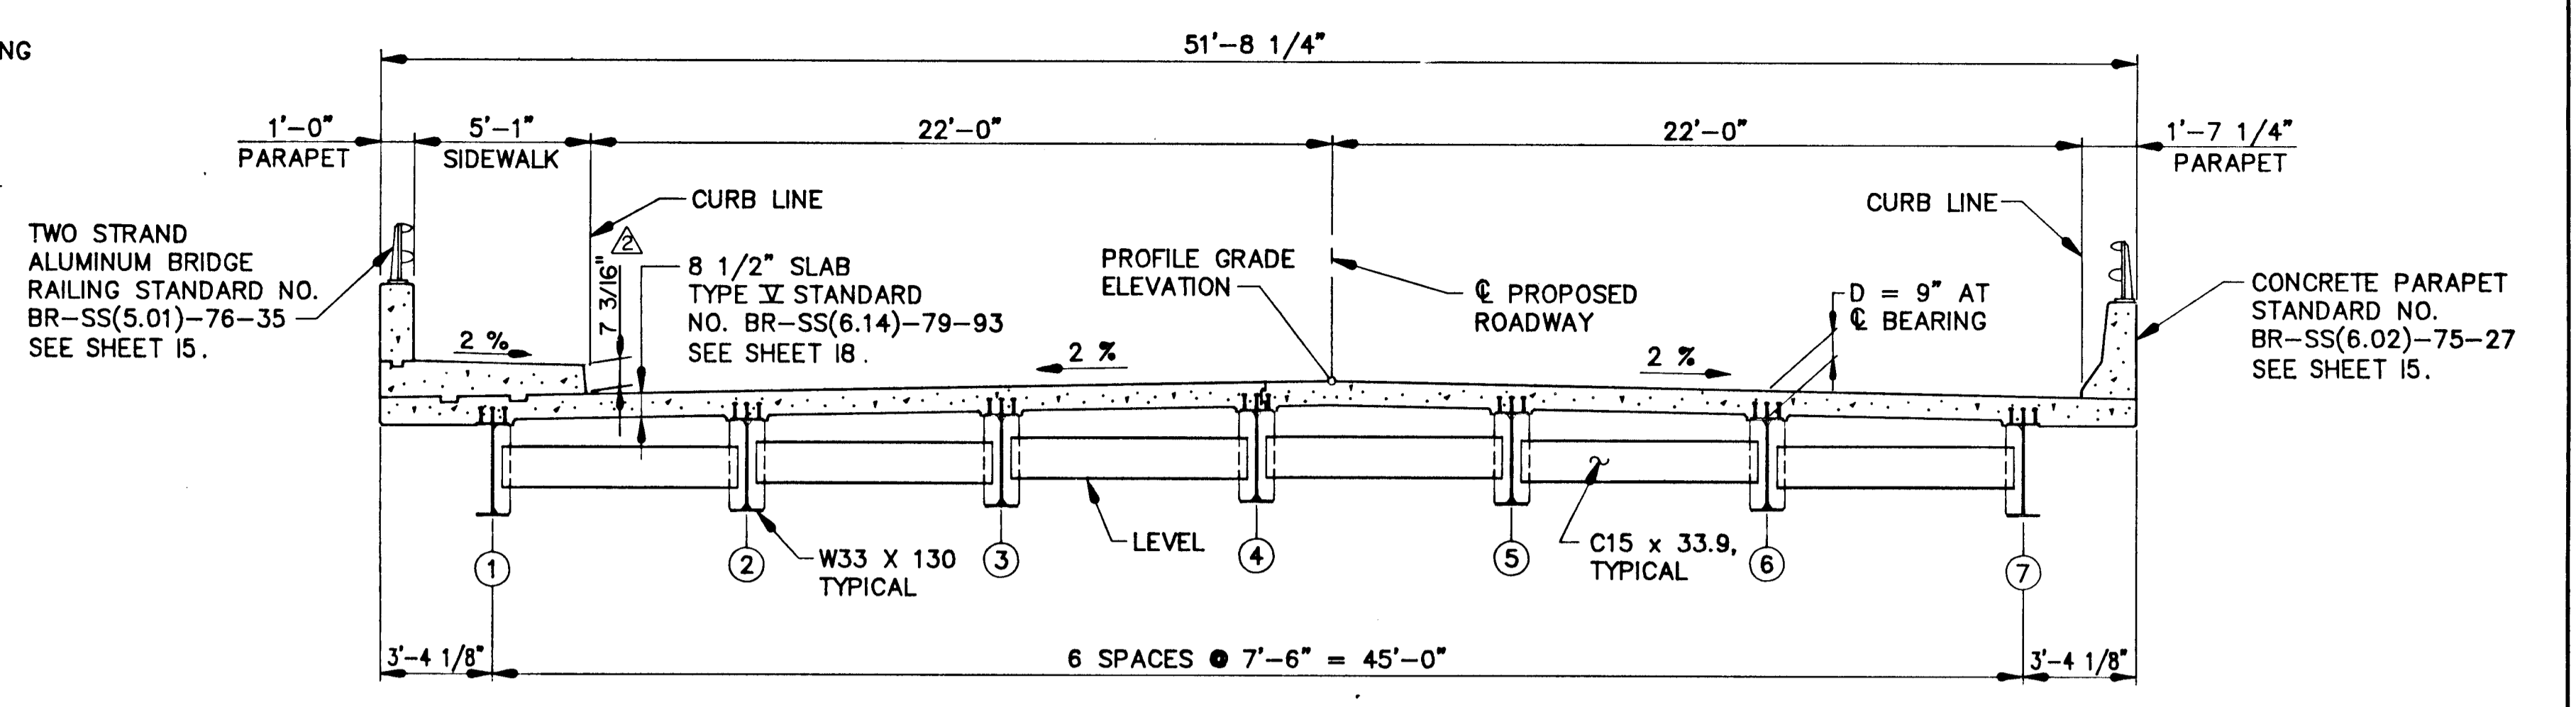 NG
51'-8 1/4"
1'-0"
PARAPET
5'-1"
SIDEWALK
22'-0"
22'-0"
1'-7 1/4"
PARAPET
CURB LINE
CURB LINE
TWO STRAND
ALUMINUM BRIDGE
RAILING STANDARD NO.
BR-SS(5.01)-76-35
SEE SHEET 15.
2 %
2
7 3/16"
8 1/2" SLAB
TYPE V STANDARD
NO. BR-SS(6.14)-79-93
SEE SHEET 18.
PROFILE GRADE
ELEVATION
℄ PROPOSED
ROADWAY
2 %
2 %
D = 9" AT
℄ BEARING
CONCRETE PARAPET
STANDARD NO.
BR-SS(6.02)-75-27
SEE SHEET 15.
LEVEL
W33 X 130
TYPICAL
C15 x 33.9,
TYPICAL
1
2
3
4
5
6
7
3'-4 1/8"
6 SPACES @ 7'-6" = 45'-0"
3'-4 1/8"